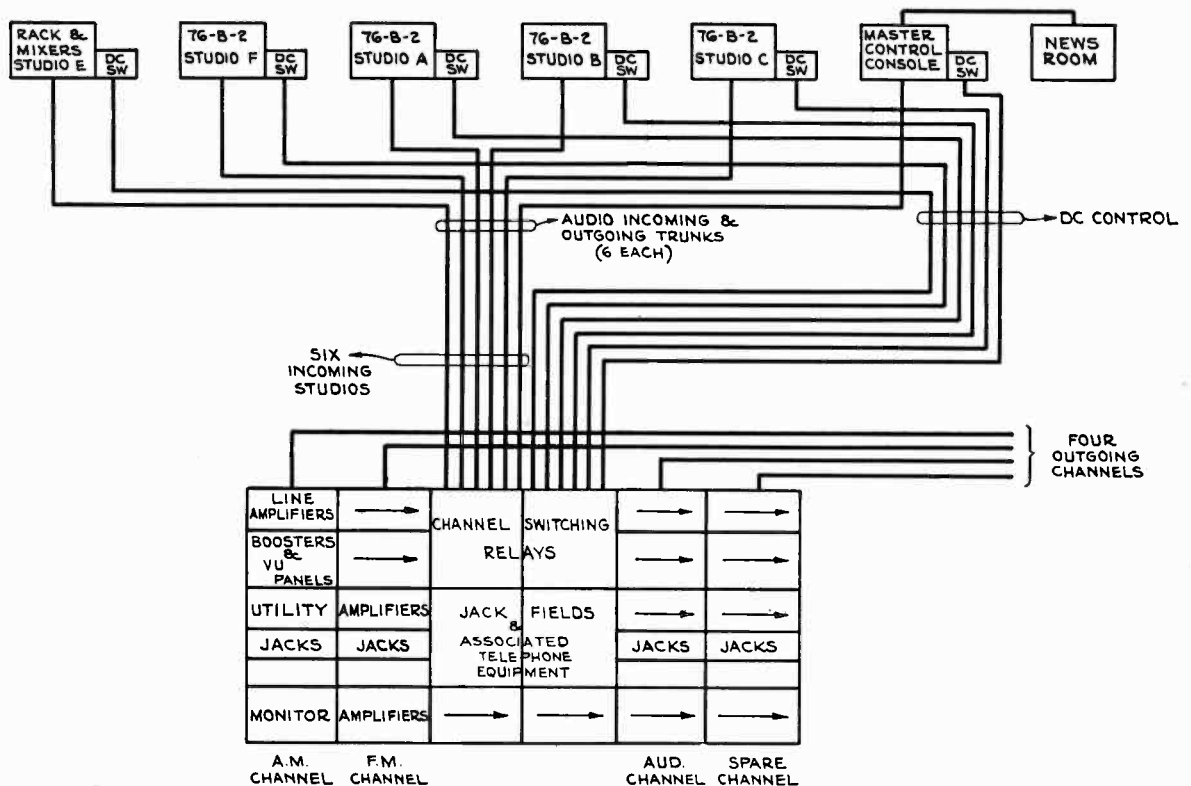 RACK &
MIXERS
STUDIO E
DC
SW
76-B-2
STUDIO F
DC
SW
76-B-2
STUDIO A
DC
SW
76-B-2
STUDIO B
DC
SW
76-B-2
STUDIO C
DC
SW
MASTER
CONTROL
CONSOLE
DC
SW
NEWS
ROOM
AUDIO INCOMING &
OUTGOING TRUNKS
(6 EACH)
DC CONTROL
SIX
INCOMING
STUDIOS
FOUR
OUTGOING
CHANNELS
LINE
AMPLIFIERS
BOOSTERS
&
VU
PANELS
CHANNEL SWITCHING
RELAYS
UTILITY AMPLIFIERS
JACK FIELDS
&
ASSOCIATED
TELEPHONE
EQUIPMENT
JACKS JACKS JACKS JACKS
MONITOR AMPLIFIERS
A.M.
CHANNEL
F.M.
CHANNEL
AUD.
CHANNEL
SPARE
CHANNEL